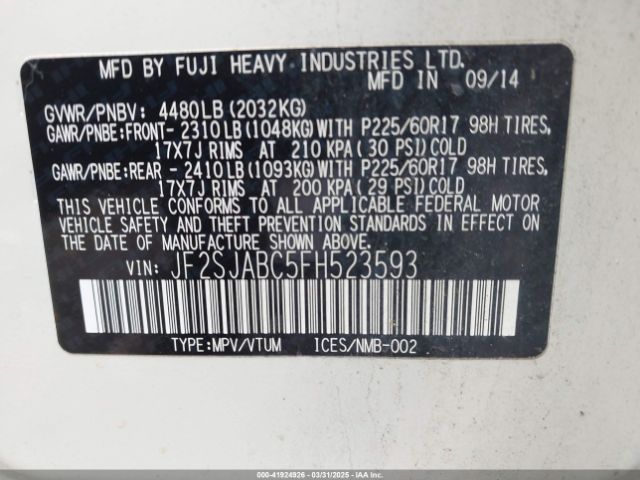 MFD BY FUJI HEAVY INDUSTRIES LTD.
MFD IN 09/14
GVWR/PNBV: 4480LB (2032KG)
GAWR/PNBE:FRONT- 2310LB(1048KG)WITH P225/60R17 98H TIRES,
17X7J RIMS AT 210 KPA(30 PSI)COLD
GAWR/PNBE:REAR - 2410LB(1093KG)WITH P225/60R17 98H TIRES,
17X7J RIMS AT 200 KPA(29 PSI)COLD
THIS VEHICLE CONFORMS TO ALL APPLICABLE FEDERAL MOTOR
VEHICLE SAFETY AND THEFT PREVENTION STANDARDS IN EFFECT ON
THE DATE OF MANUFACTURE SHOWN ABOVE.
VIN: JF2SJABC5FH523593
TYPE:MPV/VTUM ICES/NMB-002
000-41924926 - 03/31/2025 - Copyright IAA, LLC